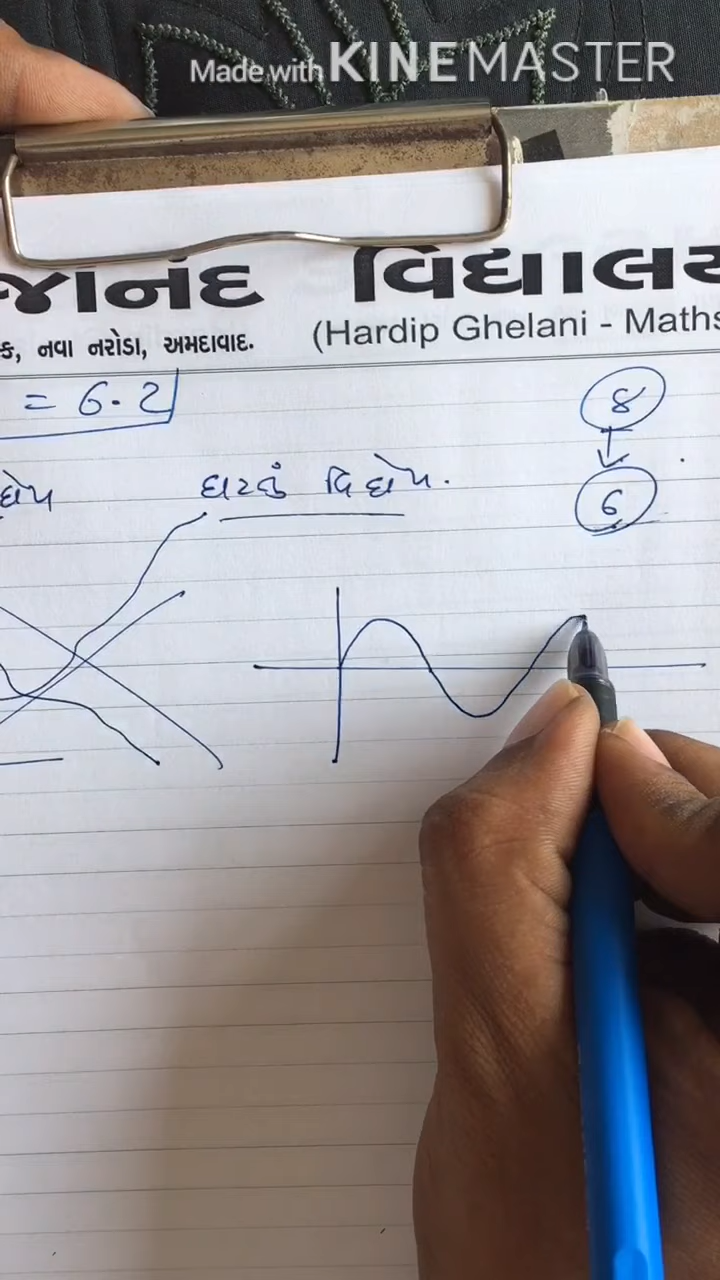 Made with KINEMASTER
જાનંદ વિદ્યાલય
ક, નવા નરોડા, અમદાવાદ. (Hardip Ghelani - Maths
= 6.2
8
ઘટતું વિધેય.
6